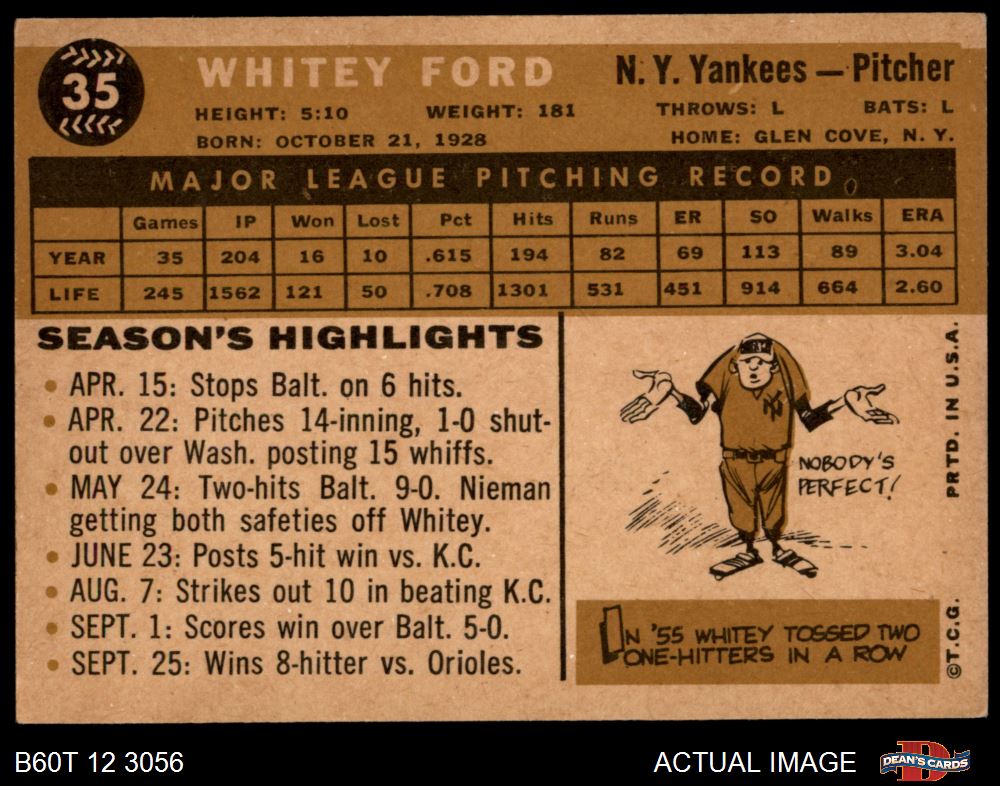 35
WHITEY FORD
N. Y. Yankees — Pitcher
HEIGHT: 5:10 WEIGHT: 181 THROWS: L BATS: L
BORN: OCTOBER 21, 1928 HOME: GLEN COVE, N. Y.
MAJOR LEAGUE PITCHING RECORD
Games IP Won Lost Pct Hits Runs ER SO Walks ERA
YEAR 35 204 16 10 .615 194 82 69 113 89 3.04
LIFE 245 1562 121 50 .708 1301 531 451 914 664 2.60
SEASON'S HIGHLIGHTS
• APR. 15: Stops Balt. on 6 hits.
• APR. 22: Pitches 14-inning, 1-0 shut-
out over Wash. posting 15 whiffs.
• MAY 24: Two-hits Balt. 9-0. Nieman
getting both safeties off Whitey.
• JUNE 23: Posts 5-hit win vs. K.C.
• AUG. 7: Strikes out 10 in beating K.C.
• SEPT. 1: Scores win over Balt. 5-0.
• SEPT. 25: Wins 8-hitter vs. Orioles.
NY
NY
NOBODY'S
PERFECT!
IN '55 WHITEY TOSSED TWO
ONE-HITTERS IN A ROW
©T.C.G. PRTD. IN U.S.A.
B60T 12 3056
ACTUAL IMAGE
D
DEAN'S CARDS